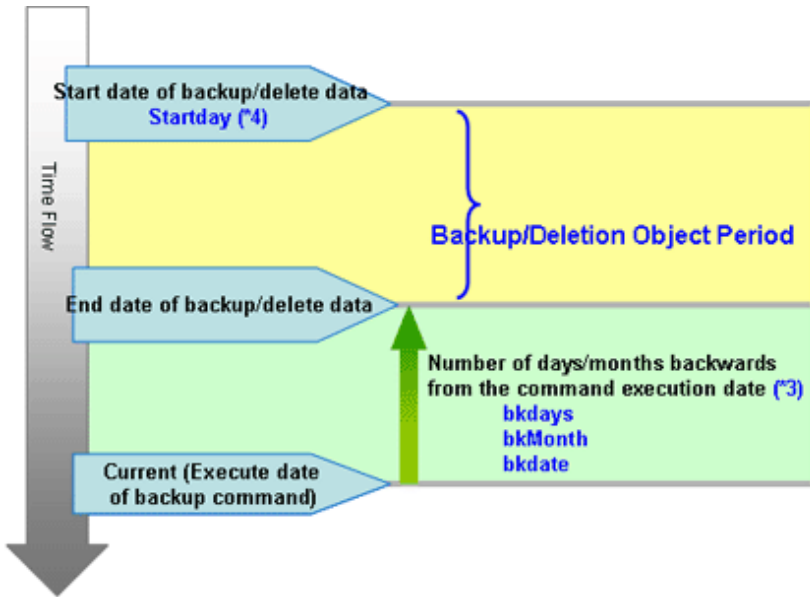 Start date of backup/delete data
Startday (*4)
Time Flow
Backup/Deletion Object Period
End date of backup/delete data
Number of days/months backwards
from the command execution date (*3)
bkdays
bkMonth
bkdate
Current (Execute date
of backup command)